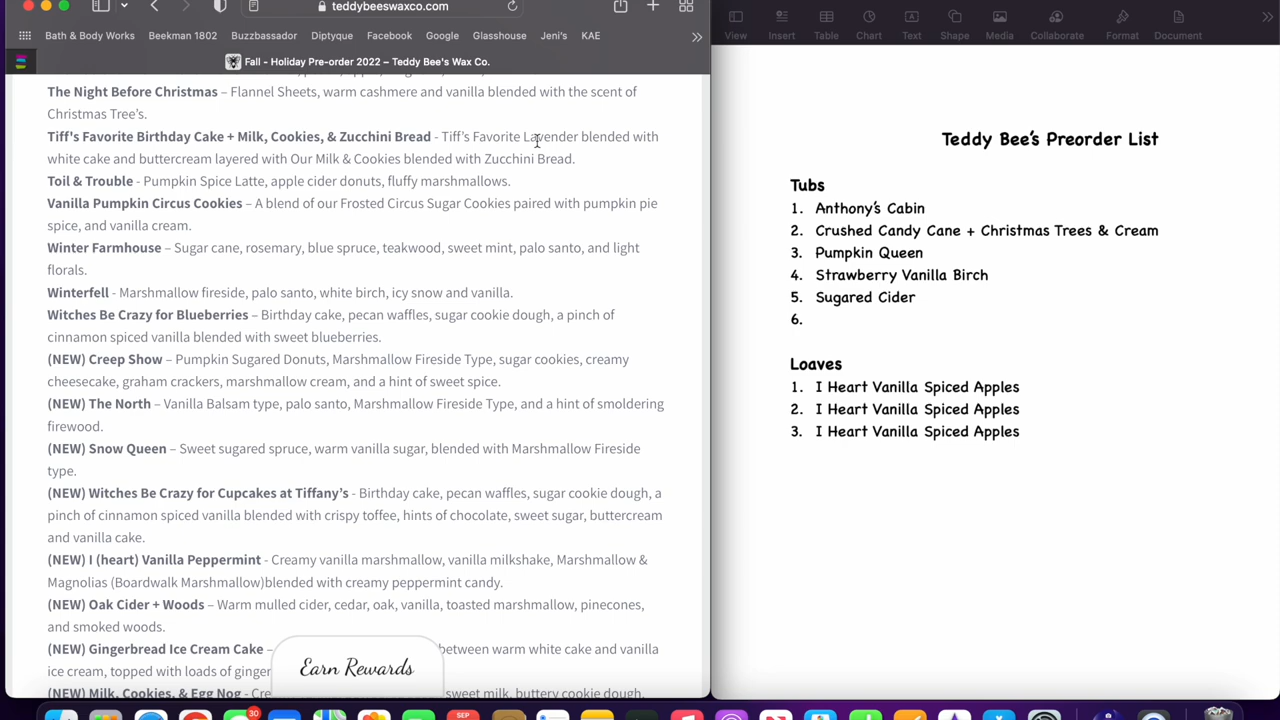 teddybeeswaxco.com
Bath & Body Works Beekman 1802 Buzzbassador Diptyque Facebook Google Glasshouse Jeni's KAE
Fall - Holiday Pre-order 2022 – Teddy Bee's Wax Co.
The Night Before Christmas – Flannel Sheets, warm cashmere and vanilla blended with the scent of
Christmas Tree's.
Tiff's Favorite Birthday Cake + Milk, Cookies, & Zucchini Bread - Tiff's Favorite Lavender blended with
white cake and buttercream layered with Our Milk & Cookies blended with Zucchini Bread.
Toil & Trouble - Pumpkin Spice Latte, apple cider donuts, fluffy marshmallows.
Vanilla Pumpkin Circus Cookies – A blend of our Frosted Circus Sugar Cookies paired with pumpkin pie
spice, and vanilla cream.
Winter Farmhouse – Sugar cane, rosemary, blue spruce, teakwood, sweet mint, palo santo, and light
florals.
Winterfell - Marshmallow fireside, palo santo, white birch, icy snow and vanilla.
Witches Be Crazy for Blueberries – Birthday cake, pecan waffles, sugar cookie dough, a pinch of
cinnamon spiced vanilla blended with sweet blueberries.
(NEW) Creep Show – Pumpkin Sugared Donuts, Marshmallow Fireside Type, sugar cookies, creamy
cheesecake, graham crackers, marshmallow cream, and a hint of sweet spice.
(NEW) The North – Vanilla Balsam type, palo santo, Marshmallow Fireside Type, and a hint of smoldering
firewood.
(NEW) Snow Queen – Sweet sugared spruce, warm vanilla sugar, blended with Marshmallow Fireside
type.
(NEW) Witches Be Crazy for Cupcakes at Tiffany's - Birthday cake, pecan waffles, sugar cookie dough, a
pinch of cinnamon spiced vanilla blended with crispy toffee, hints of chocolate, sweet sugar, buttercream
and vanilla cake.
(NEW) I (heart) Vanilla Peppermint - Creamy vanilla marshmallow, vanilla milkshake, Marshmallow &
Magnolias (Boardwalk Marshmallow)blended with creamy peppermint candy.
(NEW) Oak Cider + Woods – Warm mulled cider, cedar, oak, vanilla, toasted marshmallow, pinecones,
and smoked woods.
(NEW) Gingerbread Ice Cream Cake – between warm white cake and vanilla
ice cream, topped with loads of ginger
(NEW) Milk, Cookies, & Egg Nog - sweet milk, buttery cookie dough,
Earn Rewards
View Insert Table Chart Text Shape Media Collaborate Format Document
Teddy Bee's Preorder List
Tubs
1. Anthony's Cabin
2. Crushed Candy Cane + Christmas Trees & Cream
3. Pumpkin Queen
4. Strawberry Vanilla Birch
5. Sugared Cider
6.
Loaves
1. I Heart Vanilla Spiced Apples
2. I Heart Vanilla Spiced Apples
3. I Heart Vanilla Spiced Apples
30
SEP